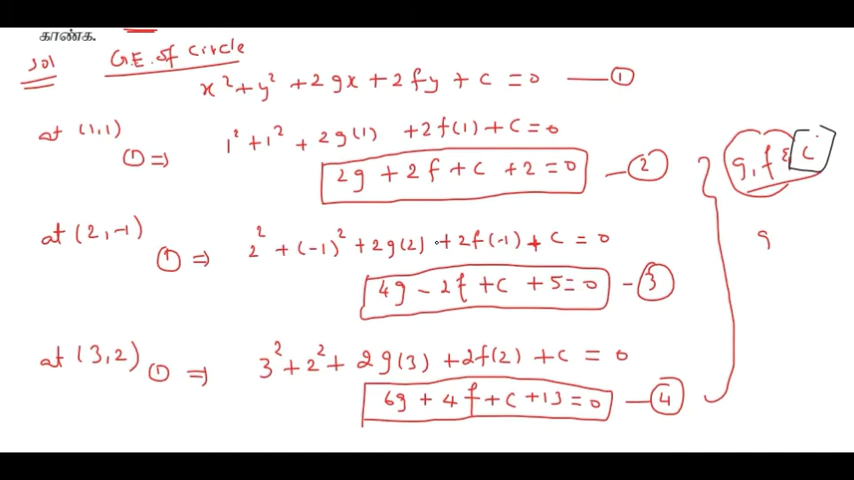 காண்க.
Sol G.E. of circle
x² + y² + 2gx + 2fy + c = 0 —— ①
at (1,1)
① ⇒ 1² + 1² + 2g(1) + 2f(1) + c = 0
2g + 2f + c + 2 = 0 — ②
g, f & c
at (2,-1)
① ⇒ 2² + (-1)² + 2g(2) + 2f(-1) + c = 0
g
4g - 2f + c + 5 = 0 - ③
at (3,2) ① ⇒ 3² + 2² + 2g(3) + 2f(2) + c = 0
6g + 4f + c + 13 = 0 — ④